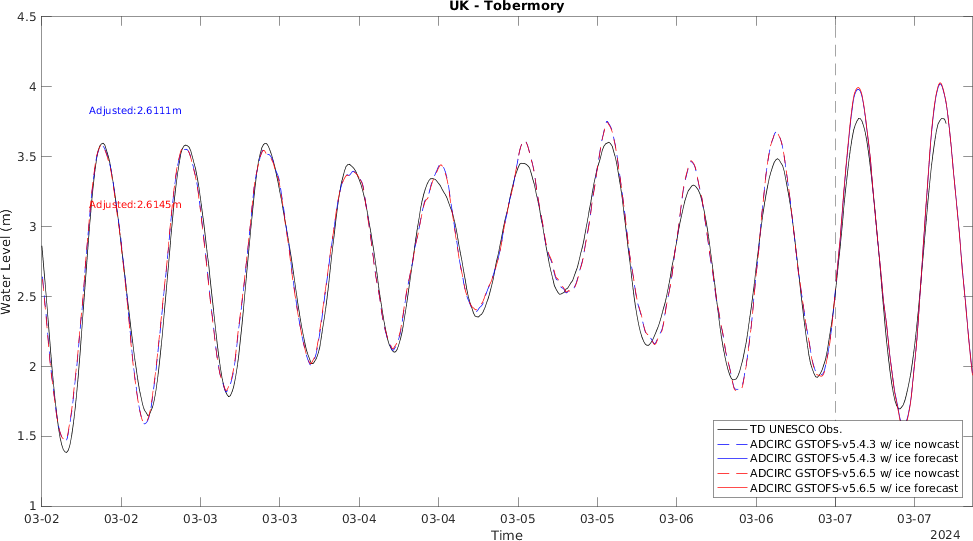 UK - Tobermory
4.5
4
3.5
3
2.5
2
1.5
1
Water Level (m)
Adjusted:2.6111m
Adjusted:2.6145m
TD UNESCO Obs.
ADCIRC GSTOFS-v5.4.3 w/ ice nowcast
ADCIRC GSTOFS-v5.4.3 w/ ice forecast
ADCIRC GSTOFS-v5.6.5 w/ ice nowcast
ADCIRC GSTOFS-v5.6.5 w/ ice forecast
03-02 03-02 03-03 03-03 03-04 03-04 03-05 03-05 03-06 03-06 03-07 03-07
Time
2024